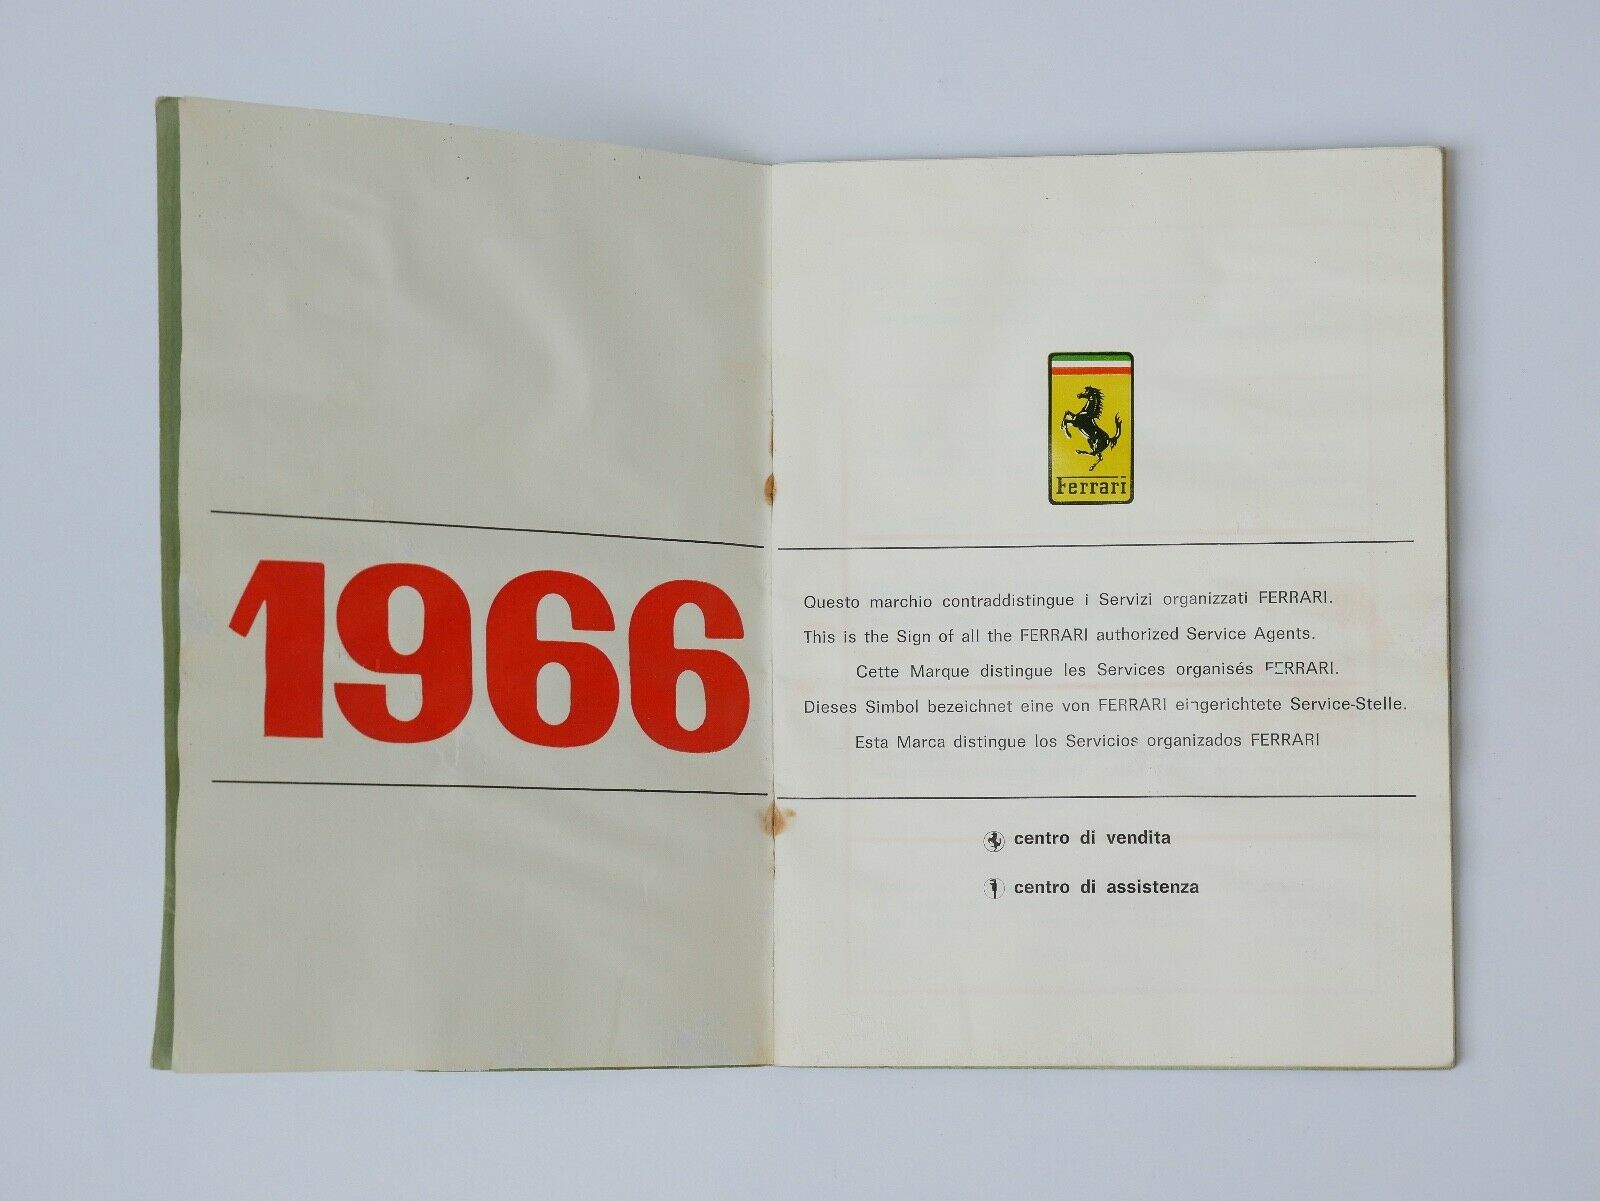 1966
Ferrari
Questo marchio contraddistingue i Servizi organizzati FERRARI.
This is the Sign of all the FERRARI authorized Service Agents.
Cette Marque distingue les Services organisés FERRARI.
Dieses Simbol bezeichnet eine von FERRARI eingerichtete Service-Stelle.
Esta Marca distingue los Servicios organizados FERRARI
centro di vendita
centro di assistenza